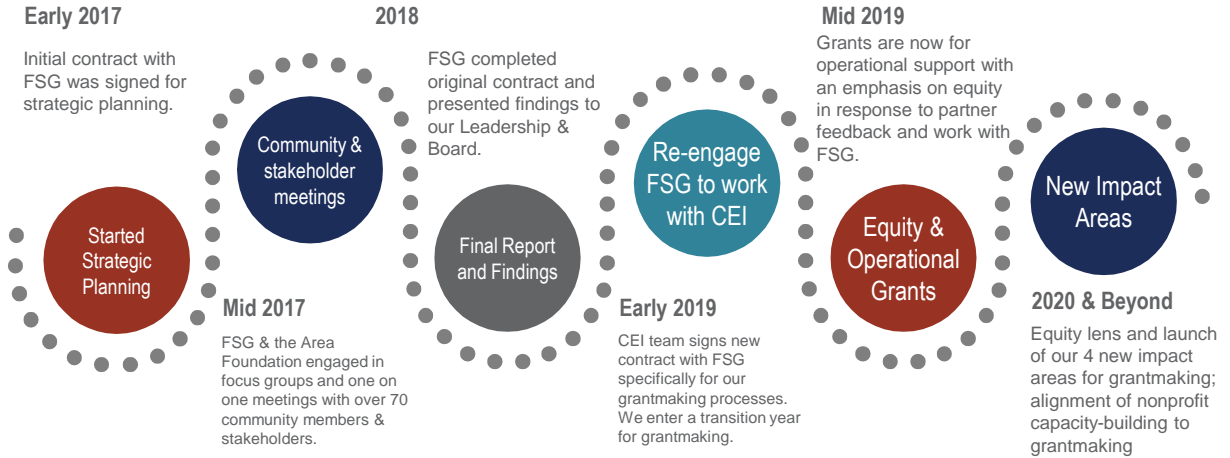 Early 2017
Initial contract with
FSG was signed for
strategic planning.
Started
Strategic
Planning
Community &
stakeholder
meetings
Mid 2017
FSG & the Area
Foundation engaged in
focus groups and one on
one meetings with over 70
community members &
stakeholders.
2018
FSG completed
original contract and
presented findings to
our Leadership &
Board.
Final Report
and Findings
Re-engage
FSG to work
with CEI
Early 2019
CEI team signs new
contract with FSG
specifically for our
grantmaking processes.
We enter a transition year
for grantmaking.
Mid 2019
Grants are now for
operational support with
an emphasis on equity
in response to partner
feedback and work with
FSG.
Equity &
Operational
Grants
New Impact
Areas
2020 & Beyond
Equity lens and launch
of our 4 new impact
areas for grantmaking;
alignment of nonprofit
capacity-building to
grantmaking